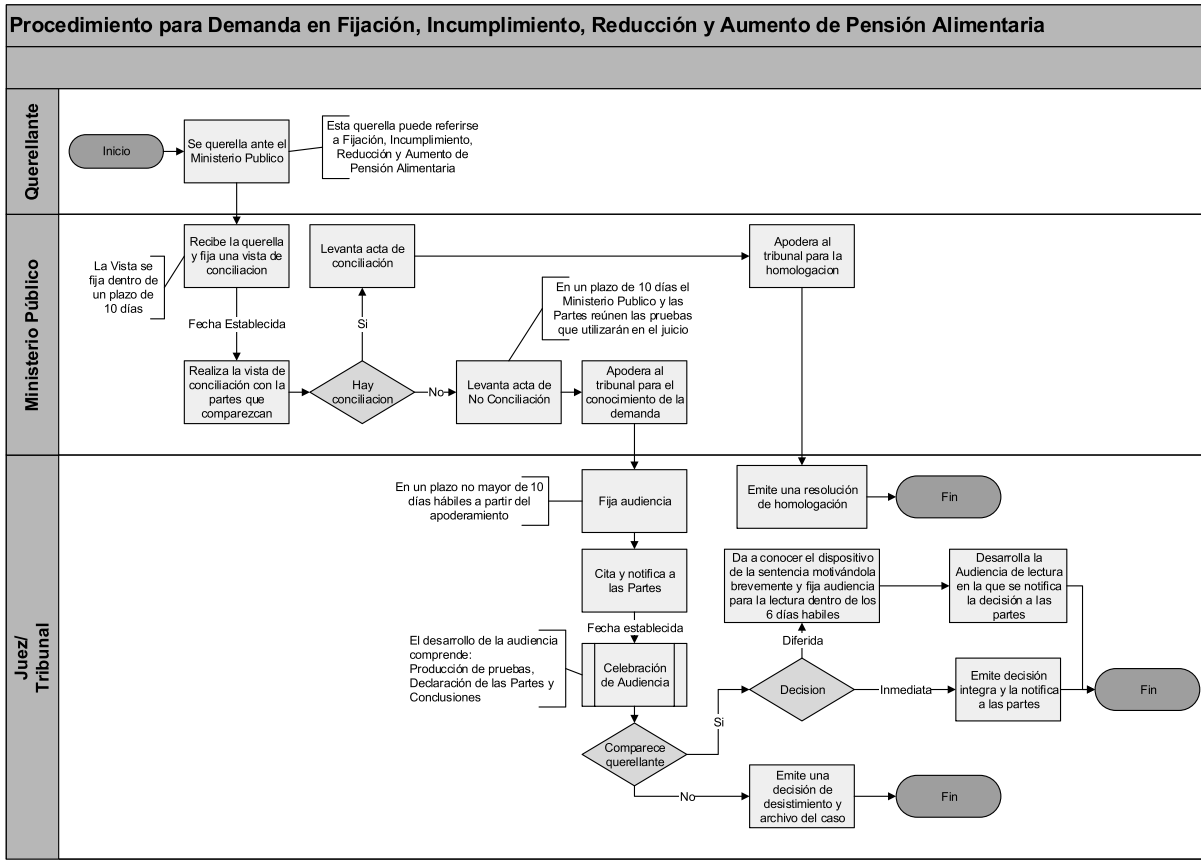 Procedimiento para Demanda en Fijación, Incumplimiento, Reducción y Aumento de Pensión Alimentaria
Querellante
Inicio
Se querella ante el
Ministerio Publico
Esta querella puede referirse
a Fijación, Incumplimiento,
Reducción y Aumento de
Pensión Alimentaria
Ministerio Público
Recibe la querella
y fija una vista de
conciliacion
La Vista se
fija dentro de
un plazo de
10 días
Fecha Establecida
Realiza la vista de
conciliación con la
partes que
comparezcan
Hay
conciliacion
Si
Levanta acta de
conciliación
No
Levanta acta de
No Conciliación
En un plazo de 10 días el
Ministerio Publico y las
Partes reúnen las pruebas
que utilizarán en el juicio
Apodera al
tribunal para el
conocimiento de la
demanda
Apodera al
tribunal para la
homologacion
Juez/
Tribunal
En un plazo no mayor de 10
días hábiles a partir del
apoderamiento
Fija audiencia
Emite una resolución
de homologación
Fin
Cita y notifica a
las Partes
Fecha establecida
El desarrollo de la audiencia
comprende:
Producción de pruebas,
Declaración de las Partes y
Conclusiones
Celebración
de Audiencia
Comparece
querellante
Si
Decision
Diferida
Da a conocer el dispositivo
de la sentencia motivándola
brevemente y fija audiencia
para la lectura dentro de los
6 días habiles
Desarrolla la
Audiencia de lectura
en la que se notifica
la decisión a las
partes
Inmediata
Emite decisión
integra y la notifica
a las partes
Fin
No
Emite una
decisión de
desistimiento y
archivo del caso
Fin